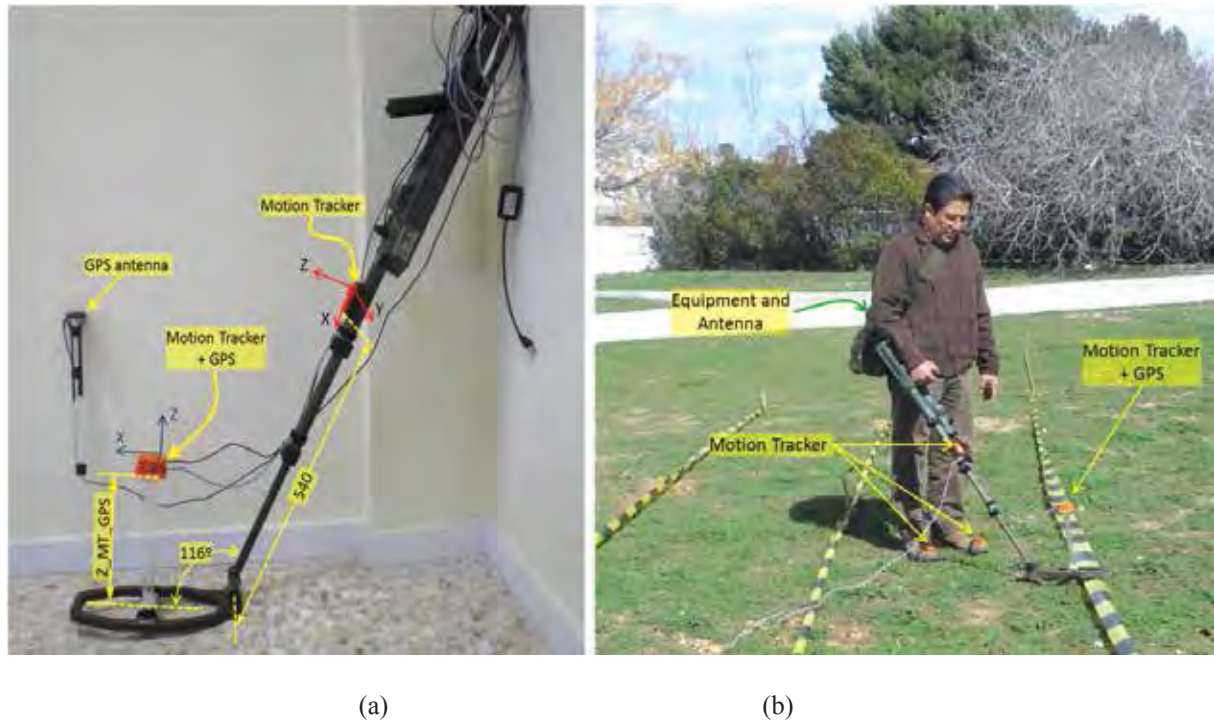 Motion Tracker
Z
GPS antenna
X
Y
Motion Tracker
+ GPS
Z
X
540
Z_MT_GPS
116º
Equipment and
Antenna
Motion Tracker
+ GPS
Motion Tracker
(a)
(b)